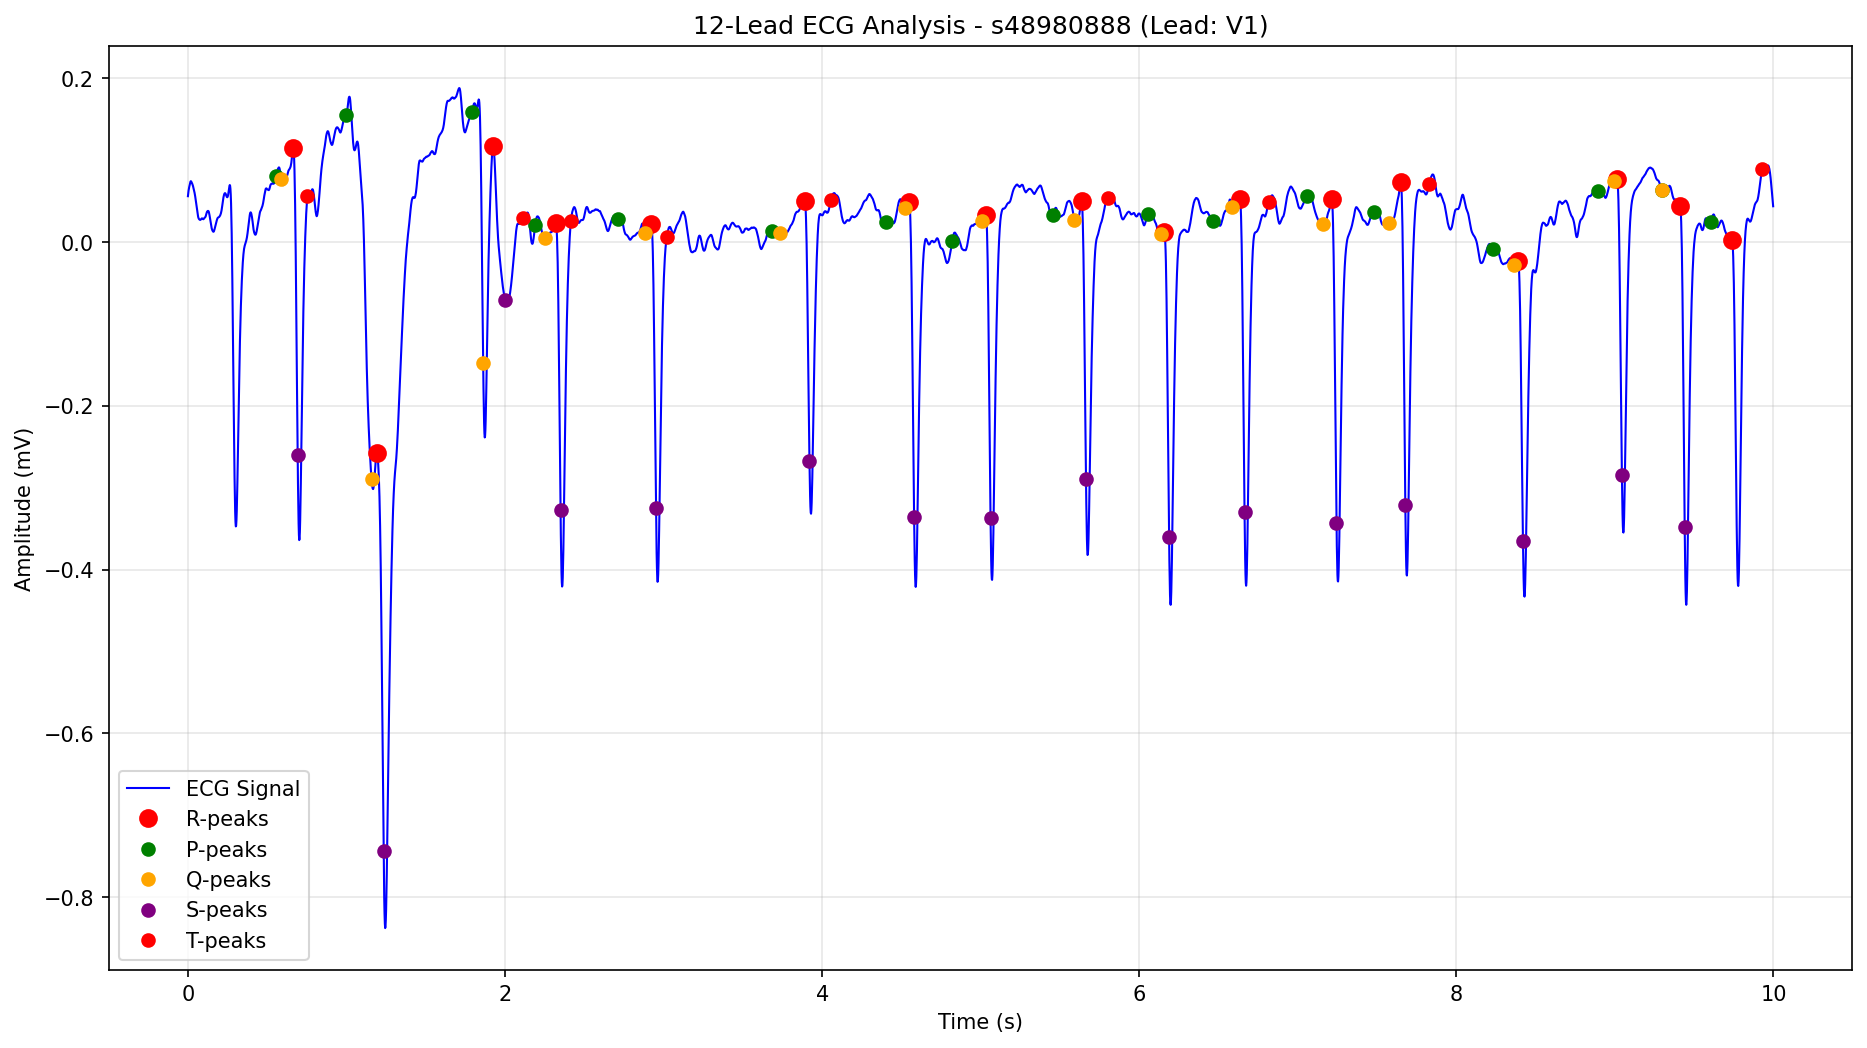 12-Lead ECG Analysis - s48980888 (Lead: V1)
Amplitude (mV)
0.2
0.0
−0.2
−0.4
−0.6
−0.8
ECG Signal
R-peaks
P-peaks
Q-peaks
S-peaks
T-peaks
0 2 4 6 8 10
Time (s)